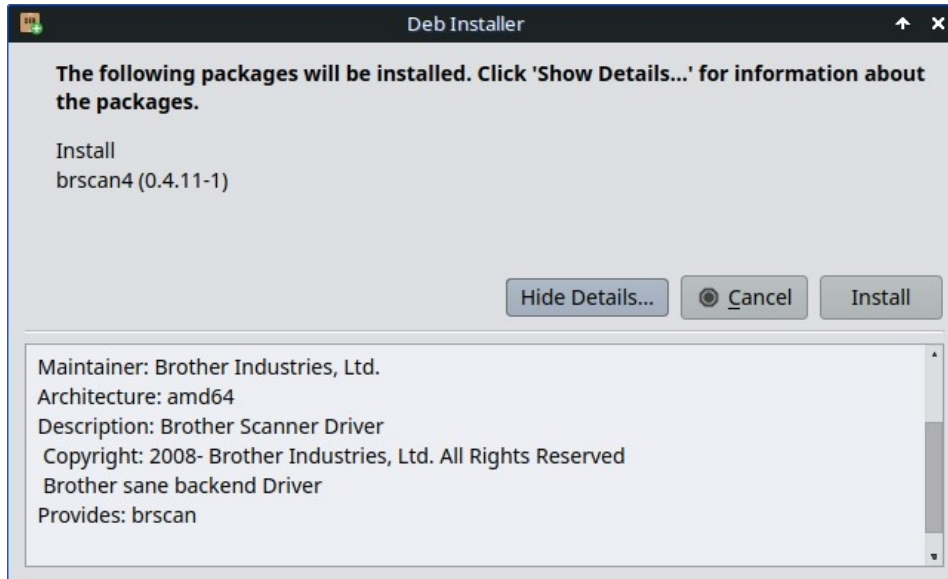 Deb Installer
The following packages will be installed. Click 'Show Details...' for information about
the packages.
Install
brscan4 (0.4.11-1)
Hide Details...
Cancel
Install
Maintainer: Brother Industries, Ltd.
Architecture: amd64
Description: Brother Scanner Driver
Copyright: 2008- Brother Industries, Ltd. All Rights Reserved
Brother sane backend Driver
Provides: brscan